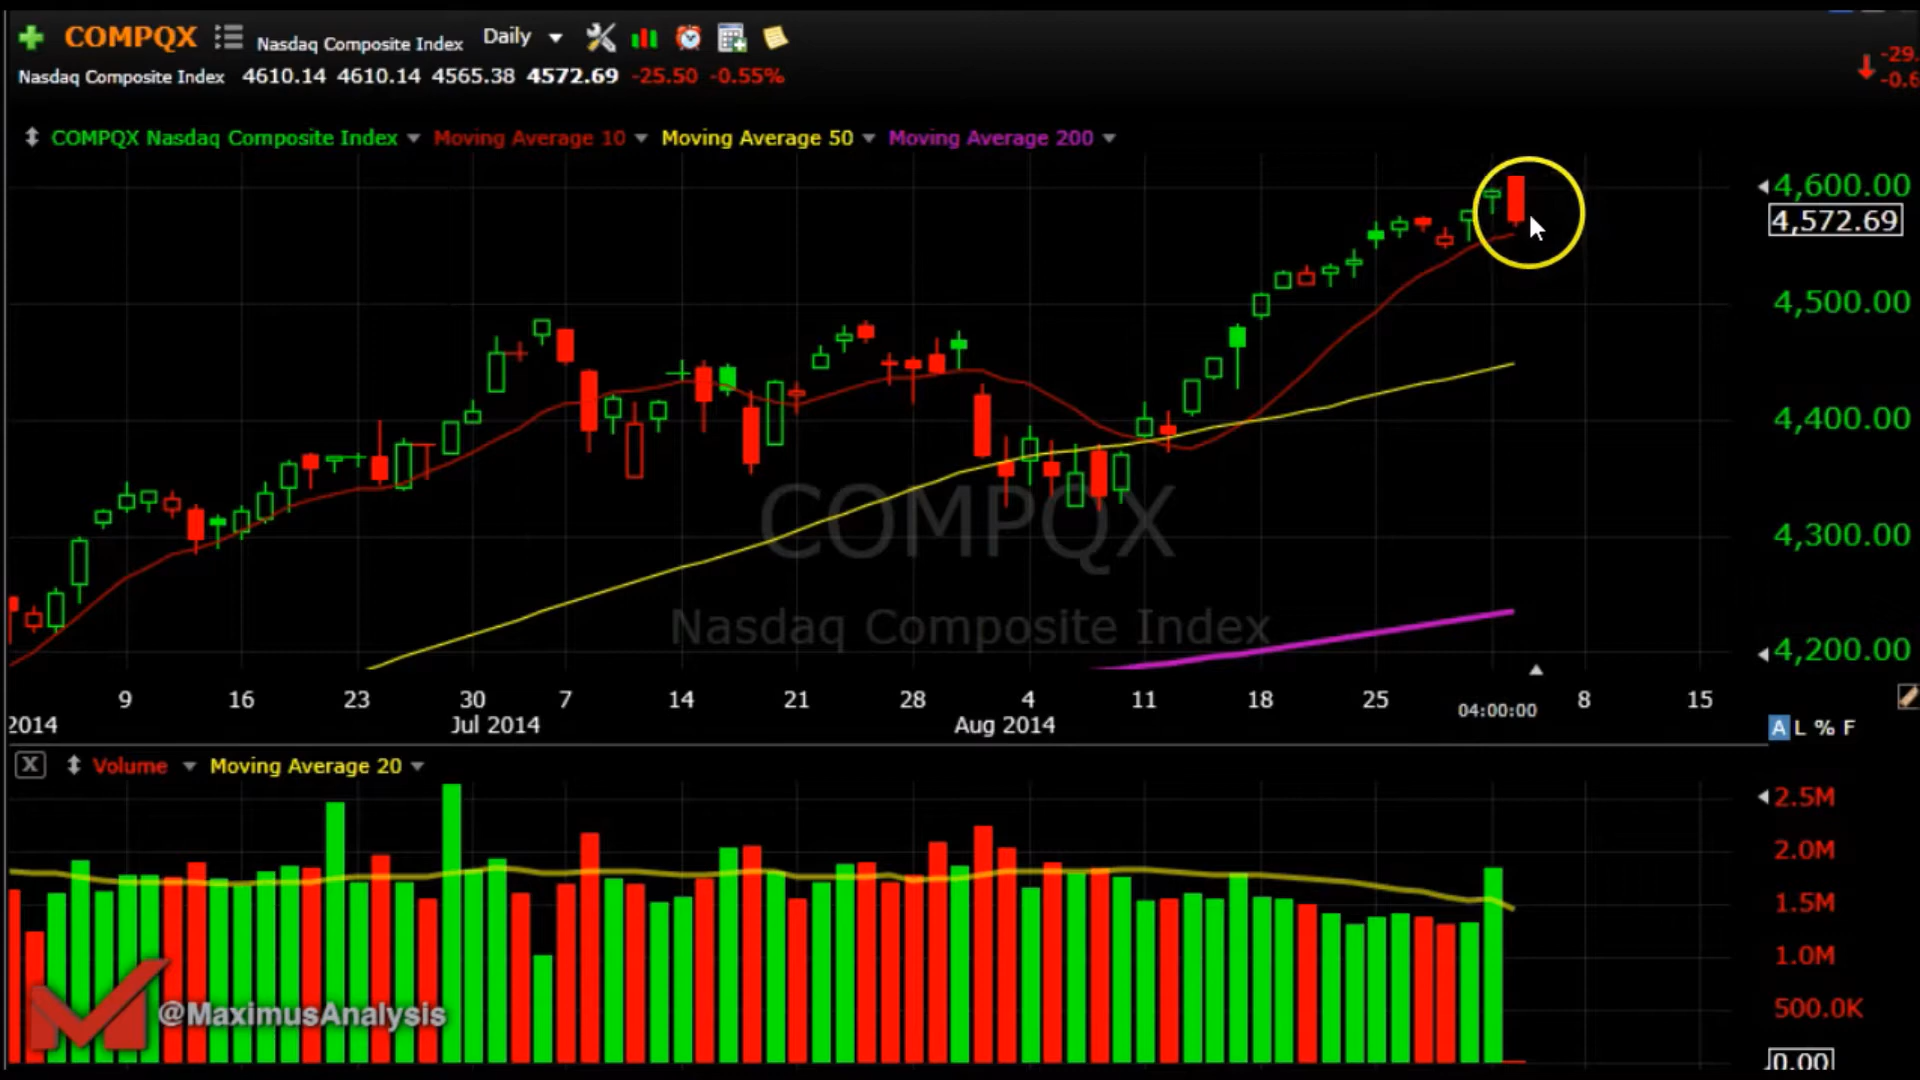 COMPQX Nasdaq Composite Index Daily
Nasdaq Composite Index 4610.14 4610.14 4565.38 4572.69 -25.50 -0.55%
-29.
-0.6
COMPQX Nasdaq Composite Index Moving Average 10 Moving Average 50 Moving Average 200
4,600.00
4,572.69
4,500.00
4,400.00
4,300.00
4,200.00
COMPQX
Nasdaq Composite Index
9 16 23 30 7 14 21 28 4 11 18 25 04:00:00 8 15
2014 Jul 2014 Aug 2014
A L % F
X Volume Moving Average 20
2.5M
2.0M
1.5M
1.0M
500.0K
0.00
@MaximusAnalysis